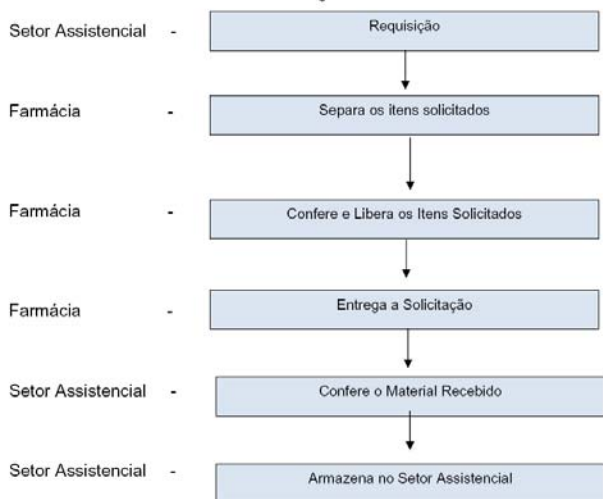 Setor Assistencial - Requisição
Farmácia - Separa os itens solicitados
Farmácia - Confere e Libera os Itens Solicitados
Farmácia - Entrega a Solicitação
Setor Assistencial - Confere o Material Recebido
Setor Assistencial - Armazena no Setor Assistencial